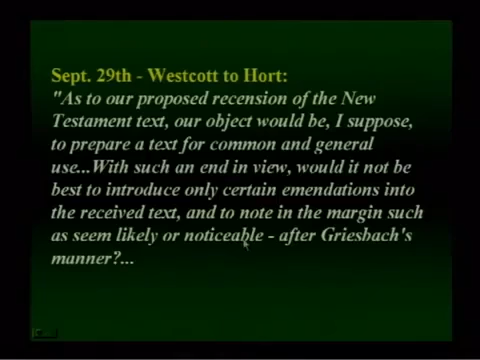 Sept. 29th - Westcott to Hort:
"As to our proposed recension of the New
Testament text, our object would be, I suppose,
to prepare a text for common and general
use...With such an end in view, would it not be
best to introduce only certain emendations into
the received text, and to note in the margin such
as seem likely or noticeable - after Griesbach's
manner?...